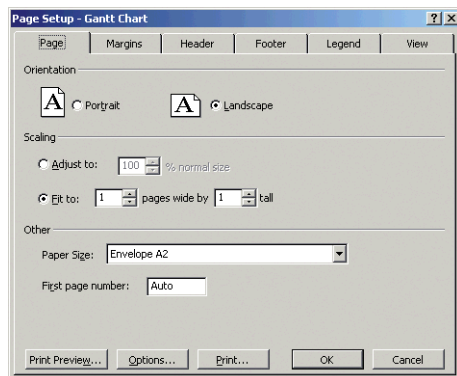 Page Setup - Gantt Chart
Page Margins Header Footer Legend View
Orientation
A Portrait A Landscape
Scaling
Adjust to: 100 % normal size
Fit to: 1 pages wide by 1 tall
Other
Paper Size: Envelope A2
First page number: Auto
Print Preview... Options... Print... OK Cancel